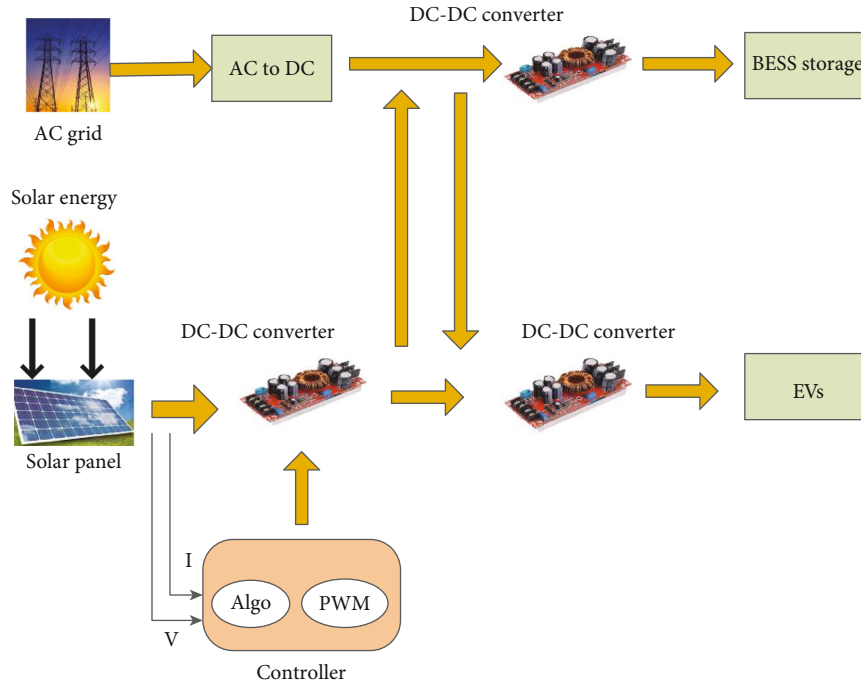 DC-DC converter
AC to DC
BESS storage
AC grid
Solar energy
DC-DC converter
DC-DC converter
EVs
Solar panel
I
Algo
PWM
V
Controller